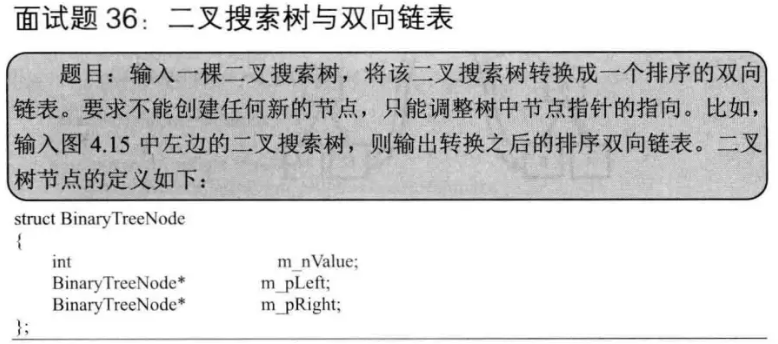 面试题 36：二叉搜索树与双向链表
题目：输入一棵二叉搜索树，将该二叉搜索树转换成一个排序的双向
链表。要求不能创建任何新的节点，只能调整树中节点指针的指向。比如，
输入图 4.15 中左边的二叉搜索树，则输出转换之后的排序双向链表。二叉
树节点的定义如下：
struct BinaryTreeNode
{
    int                m_nValue;
    BinaryTreeNode*    m_pLeft;
    BinaryTreeNode*    m_pRight;
};